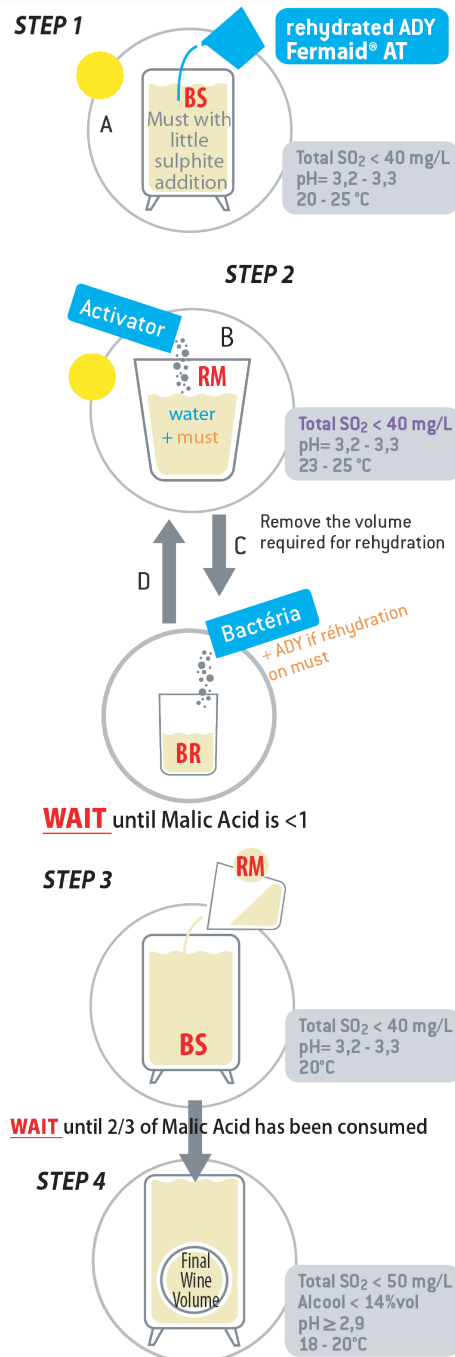 STEP 1
rehydrated ADY
Fermaid® AT
A
BS
Must with
little
sulphite
addition
Total SO2 < 40 mg/L
pH= 3,2 - 3,3
20 - 25 °C
STEP 2
Activator
B
RM
water
+ must
Total SO2 < 40 mg/L
pH= 3,2 - 3,3
23 - 25 °C
C
Remove the volume
required for rehydration
D
Bactéria
+ ADY if réhydration
on must
BR
WAIT until Malic Acid is <1
STEP 3
RM
BS
Total SO2 < 40 mg/L
pH= 3,2 - 3,3
20°C
WAIT until 2/3 of Malic Acid has been consumed
STEP 4
Final
Wine
Volume
Total SO2 < 50 mg/L
Alcool < 14%vol
pH ≥ 2,9
18 - 20°C